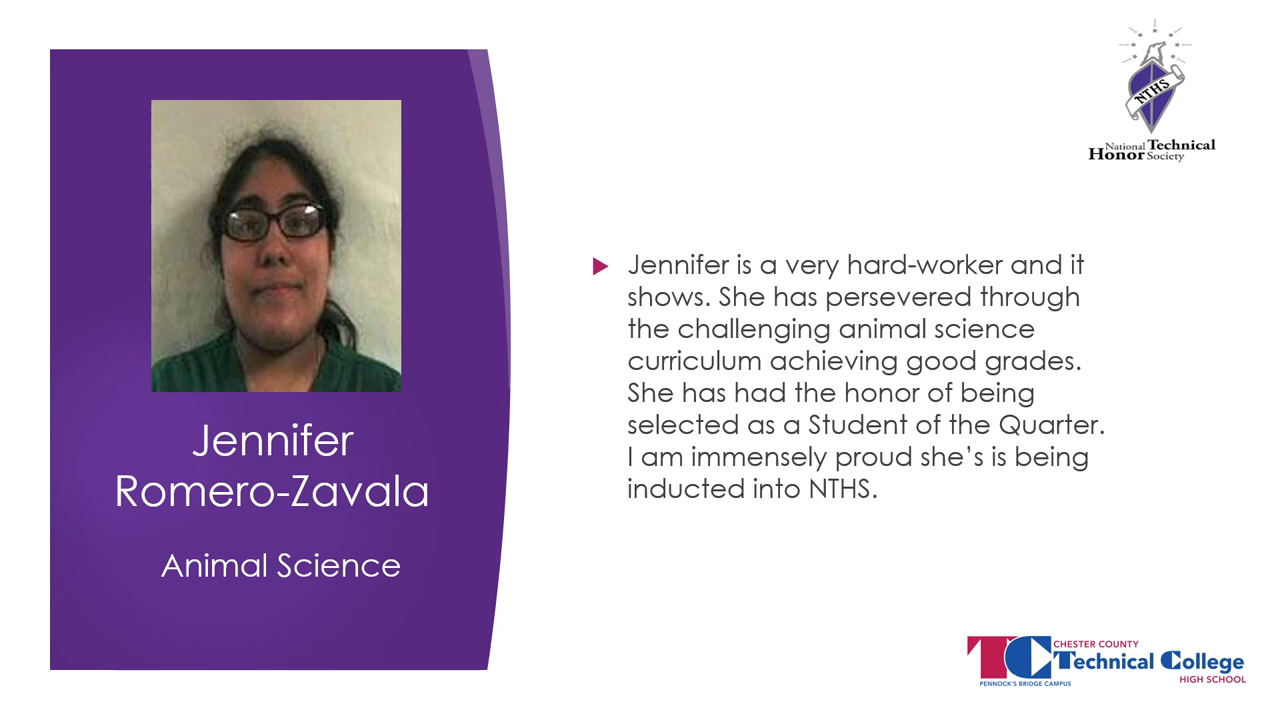 Jennifer
Romero-Zavala
Animal Science
NTHS
National Technical
Honor Society
Jennifer is a very hard-worker and it
shows. She has persevered through
the challenging animal science
curriculum achieving good grades.
She has had the honor of being
selected as a Student of the Quarter.
I am immensely proud she’s is being
inducted into NTHS.
TC
CHESTER COUNTY
Technical College
HIGH SCHOOL
PENNOCK'S BRIDGE CAMPUS